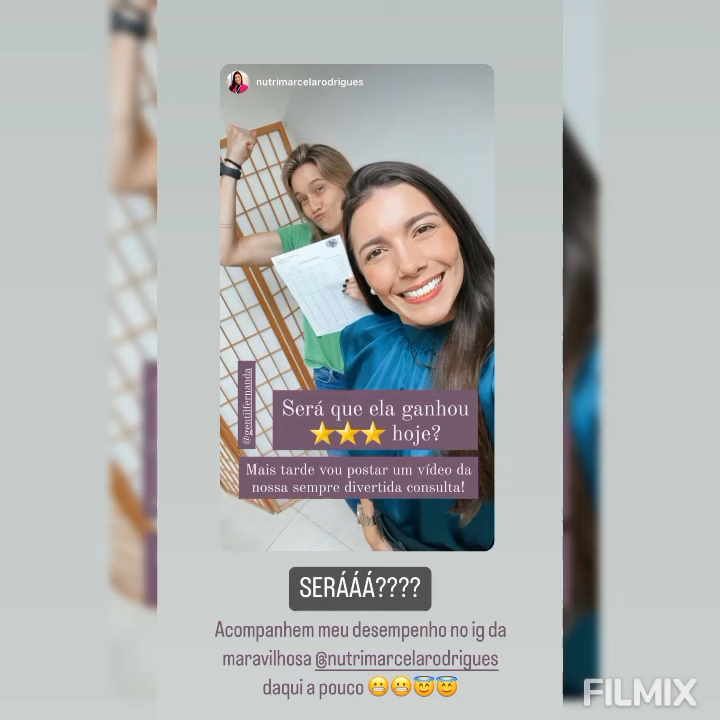 nutrimarcelarodrigues
@gentilfernanda
Será que ela ganhou
⭐⭐⭐ hoje?
Mais tarde vou postar um vídeo da
nossa sempre divertida consulta!
SERÁÁÁ????
Acompanhem meu desempenho no ig da
maravilhosa @nutrimarcelarodrigues
daqui a pouco 😬😬😇😇
FILMIX